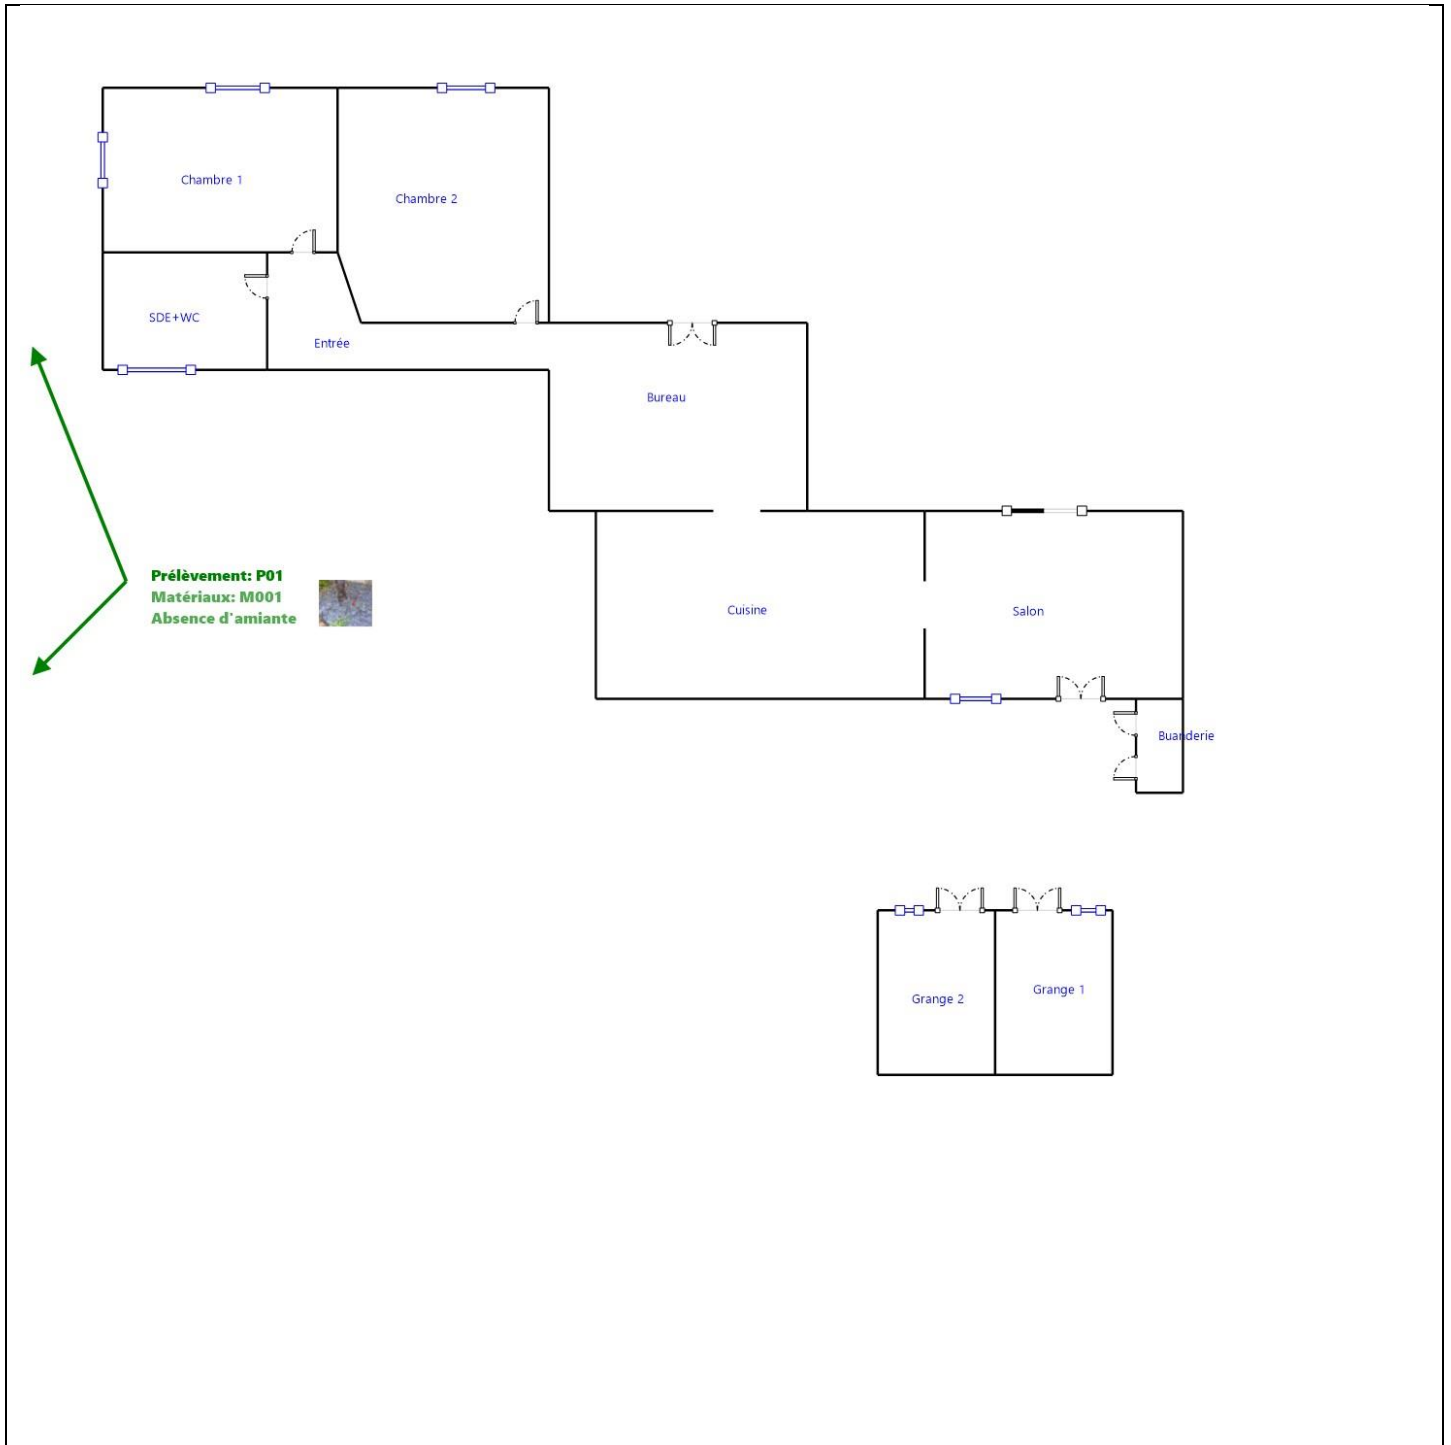 Chambre 1
Chambre 2
SDE+WC
Entrée
Bureau
Prélèvement: P01
Matériaux: M001
Absence d'amiante
Cuisine
Salon
Buanderie
Grange 2
Grange 1